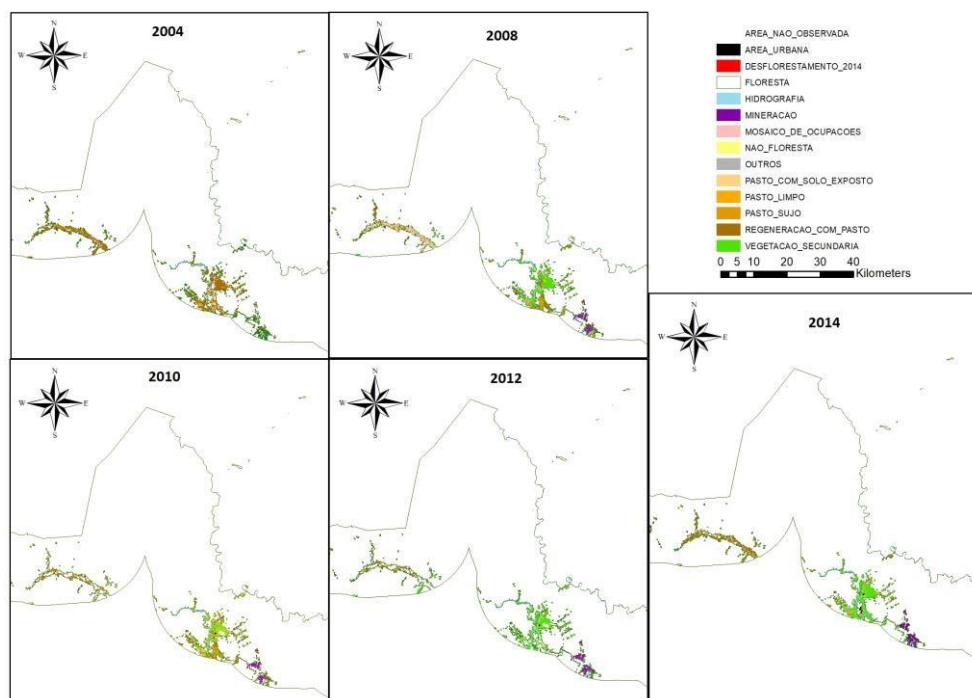 2004
N
W
E
S
2008
N
W
E
S
AREA_NAO_OBSERVADA
AREA_URBANA
DESFLORESTAMENTO_2014
FLORESTA
HIDROGRAFIA
MINERACAO
MOSAICO_DE_OCUPACOES
NAO_FLORESTA
OUTROS
PASTO_COM_SOLO_EXPOSTO
PASTO_LIMPO
PASTO_SUJO
REGENERACAO_COM_PASTO
VEGETACAO_SECUNDARIA
0 5 10 20 30 40
Kilometers
2010
N
W
E
S
2012
N
W
E
S
2014
N
W
E
S